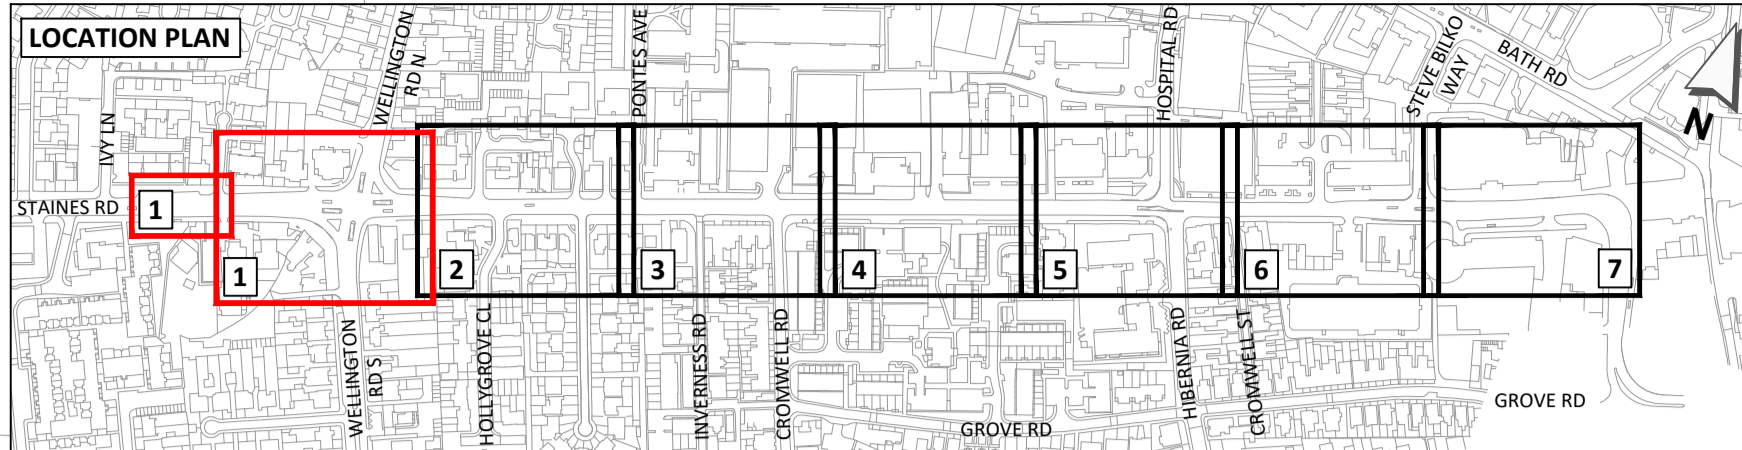 LOCATION PLAN
IVY LN
WELLINGTON
RD N
PONTES AVE
HOSPITAL RD
STEVE BILKO
WAY
BATH RD
N
STAINES RD
1
1
2
3
4
5
6
7
WELLINGTON
RD S
HOLLYGROVE CL
INVERNESS RD
CROMWELL RD
HIBERNIA RD
CROMWELL ST
GROVE RD
GROVE RD